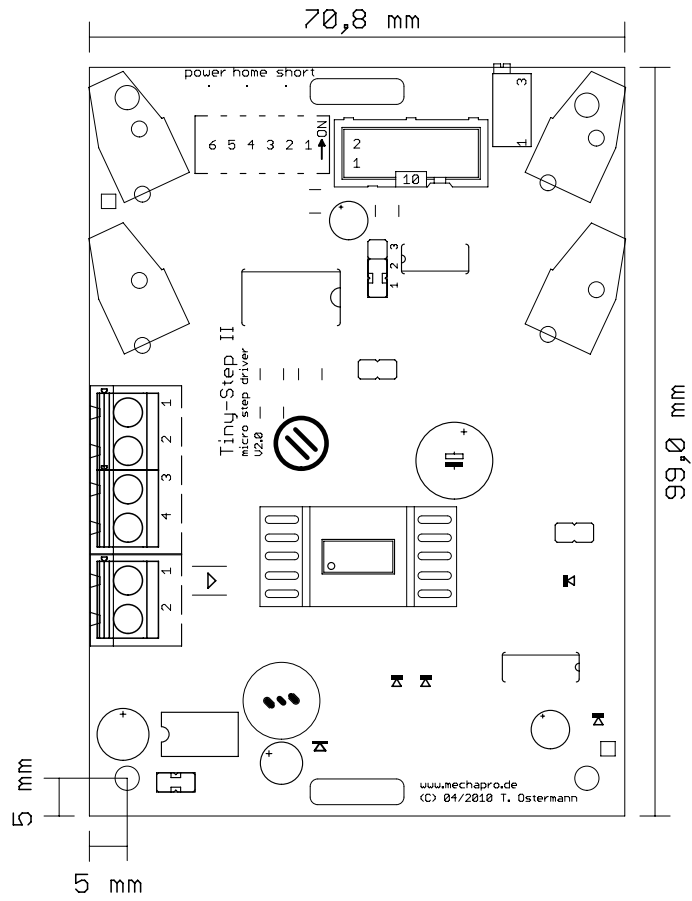 70,8 mm
power home short
3
ON
6 5 4 3 2 1
1
2
1
10
+
3
2
1
Tiny-Step II
micro step driver
V2.0
1
2
3
4
+
99,0 mm
1
2
+
+
+
www.mechapro.de
(C) 04/2010 T. Ostermann
5 mm
5 mm